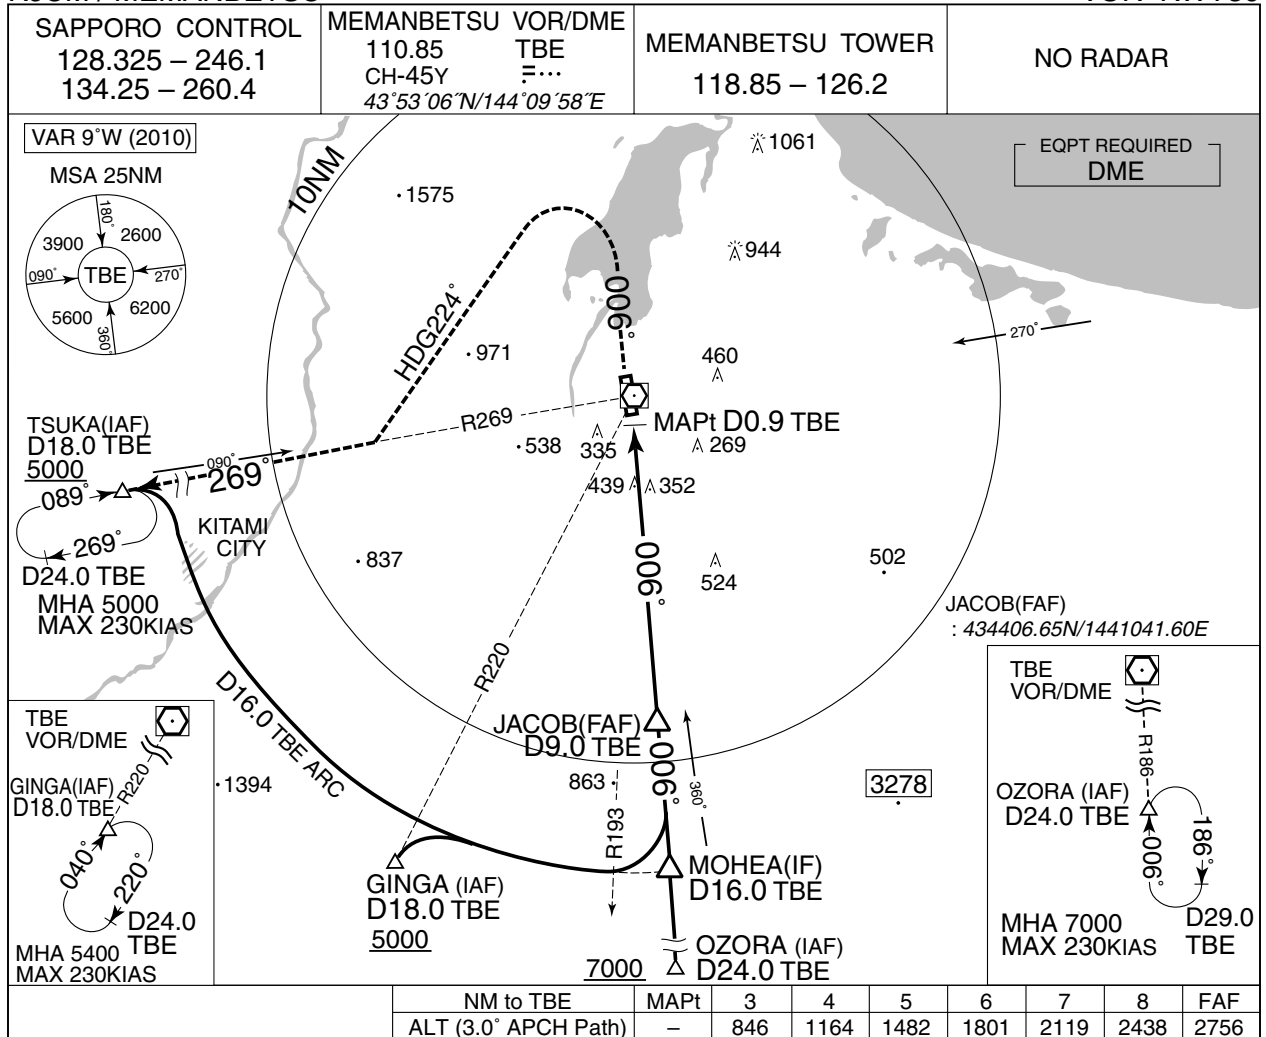 SAPPORO CONTROL
128.325 – 246.1
134.25 – 260.4
MEMANBETSU VOR/DME
110.85 TBE
CH-45Y
43°53´06˝N/144°09´58˝E
MEMANBETSU TOWER
118.85 – 126.2
NO RADAR
VAR 9°W (2010)
MSA 25NM
180°
3900 2600
090° TBE 270°
5600 6200
360°
10NM
1575
1061
EQPT REQUIRED
DME
944
HDG224°
006°
971
460
270°
R269
MAPt D0.9 TBE
538
335
269
TSUKA(IAF)
D18.0 TBE
5000
090°
269°
089°
269°
D24.0 TBE
MHA 5000
MAX 230KIAS
KITAMI
CITY
439
352
837
006°
524
502
JACOB(FAF)
: 434406.65N/1441041.60E
R220
D16.0 TBE ARC
JACOB(FAF)
D9.0 TBE
006°
360°
863
R193
3278
1394
TBE
VOR/DME
R220
GINGA(IAF)
D18.0 TBE
040°
220°
D24.0
TBE
MHA 5400
MAX 230KIAS
GINGA (IAF)
D18.0 TBE
5000
MOHEA(IF)
D16.0 TBE
OZORA (IAF)
7000 D24.0 TBE
TBE
VOR/DME
R186
OZORA (IAF)
D24.0 TBE
006°
186°
MHA 7000
MAX 230KIAS
D29.0
TBE
NM to TBE MAPt 3 4 5 6 7 8 FAF
ALT (3.0° APCH Path) – 846 1164 1482 1801 2119 2438 2756